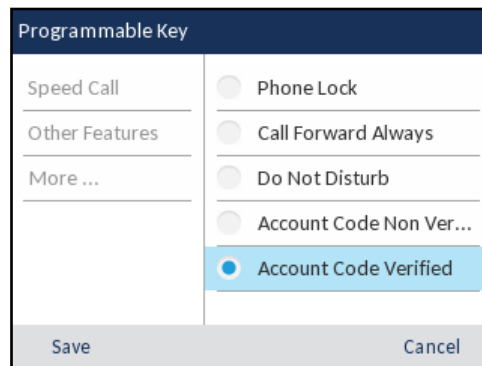 Programmable Key
Speed Call
Other Features
More ...
Phone Lock
Call Forward Always
Do Not Disturb
Account Code Non Ver...
Account Code Verified
Save
Cancel